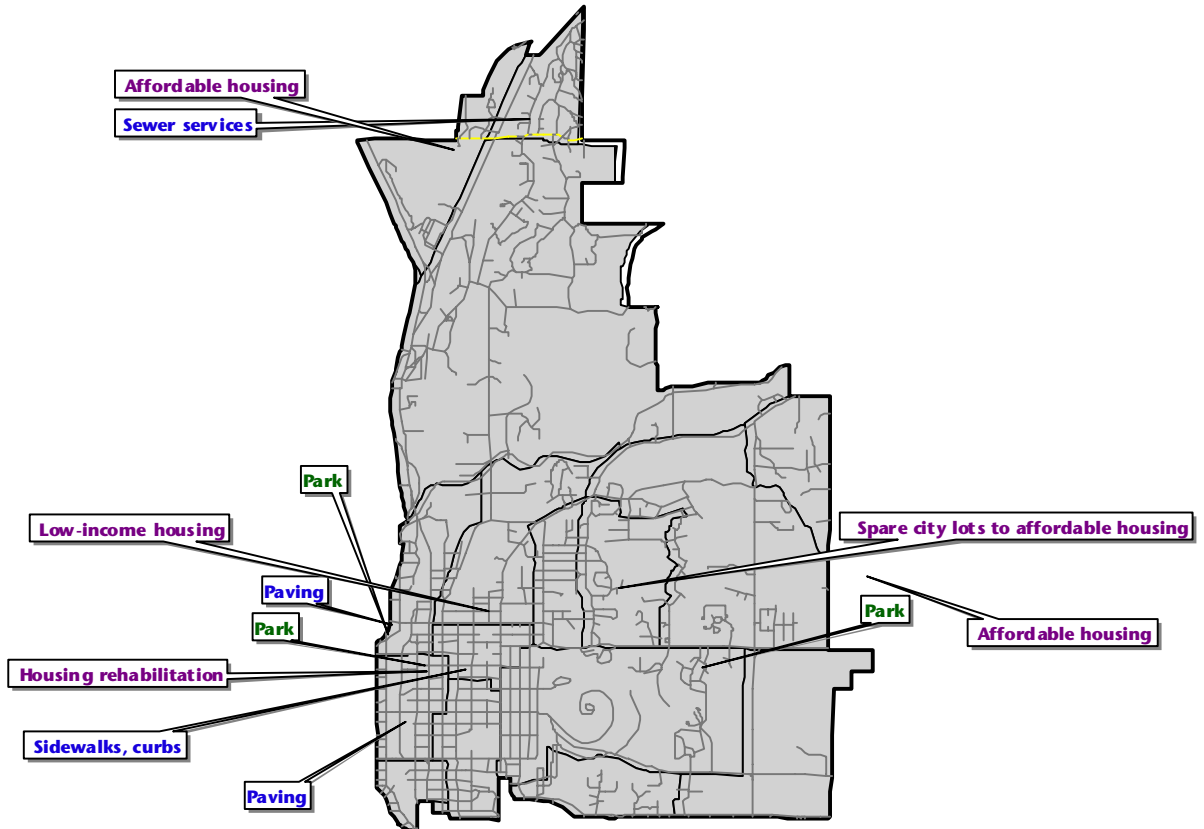 Affordable housing
Sewer services
Park
Low-income housing
Spare city lots to affordable housing
Paving
Park
Park
Affordable housing
Housing rehabilitation
Sidewalks, curbs
Paving